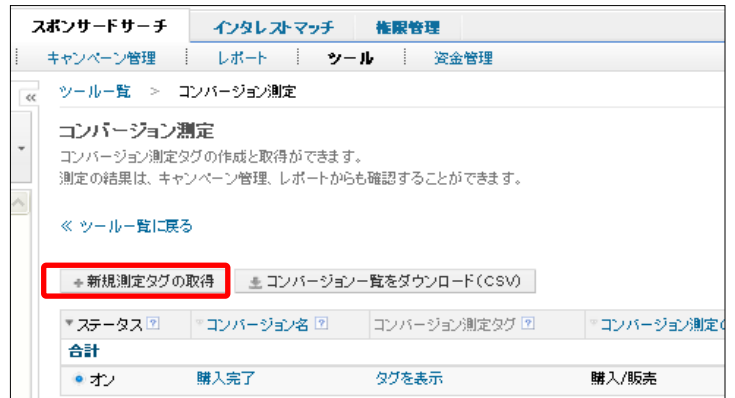 スポンサードサーチ インタレストマッチ 権限管理
キャンペーン管理 レポート ツール 資金管理
ツール一覧 > コンバージョン測定
コンバージョン測定
コンバージョン測定タグの作成と取得ができます。
測定の結果は、キャンペーン管理、レポートからも確認することができます。
≪ ツール一覧に戻る
+新規測定タグの取得 コンバージョン一覧をダウンロード(CSV)
▼ステータス ? ▼コンバージョン名 ? コンバージョン測定タグ ? ▼コンバージョン測定の
合計
オン 購入完了 タグを表示 購入/販売